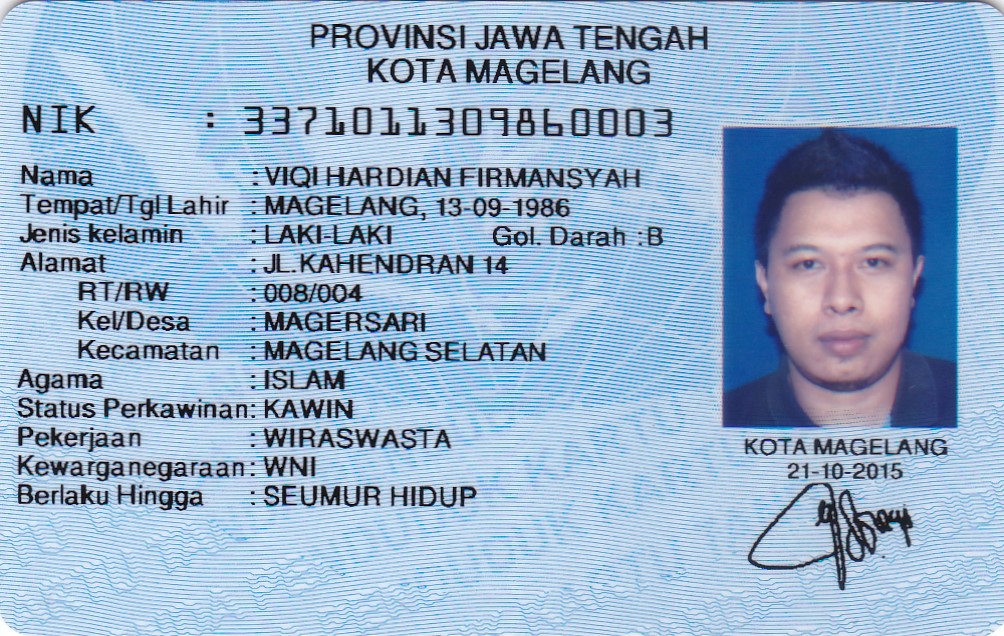 PROVINSI JAWA TENGAH
KOTA MAGELANG
NIK : 3371011309860003
Nama : VIQI HARDIAN FIRMANSYAH
Tempat/Tgl Lahir : MAGELANG, 13-09-1986
Jenis kelamin : LAKI-LAKI Gol. Darah : B
Alamat : JL.KAHENDRAN 14
RT/RW : 008/004
Kel/Desa : MAGERSARI
Kecamatan : MAGELANG SELATAN
Agama : ISLAM
Status Perkawinan: KAWIN
Pekerjaan : WIRASWASTA
Kewarganegaraan: WNI
Berlaku Hingga : SEUMUR HIDUP
KOTA MAGELANG
21-10-2015